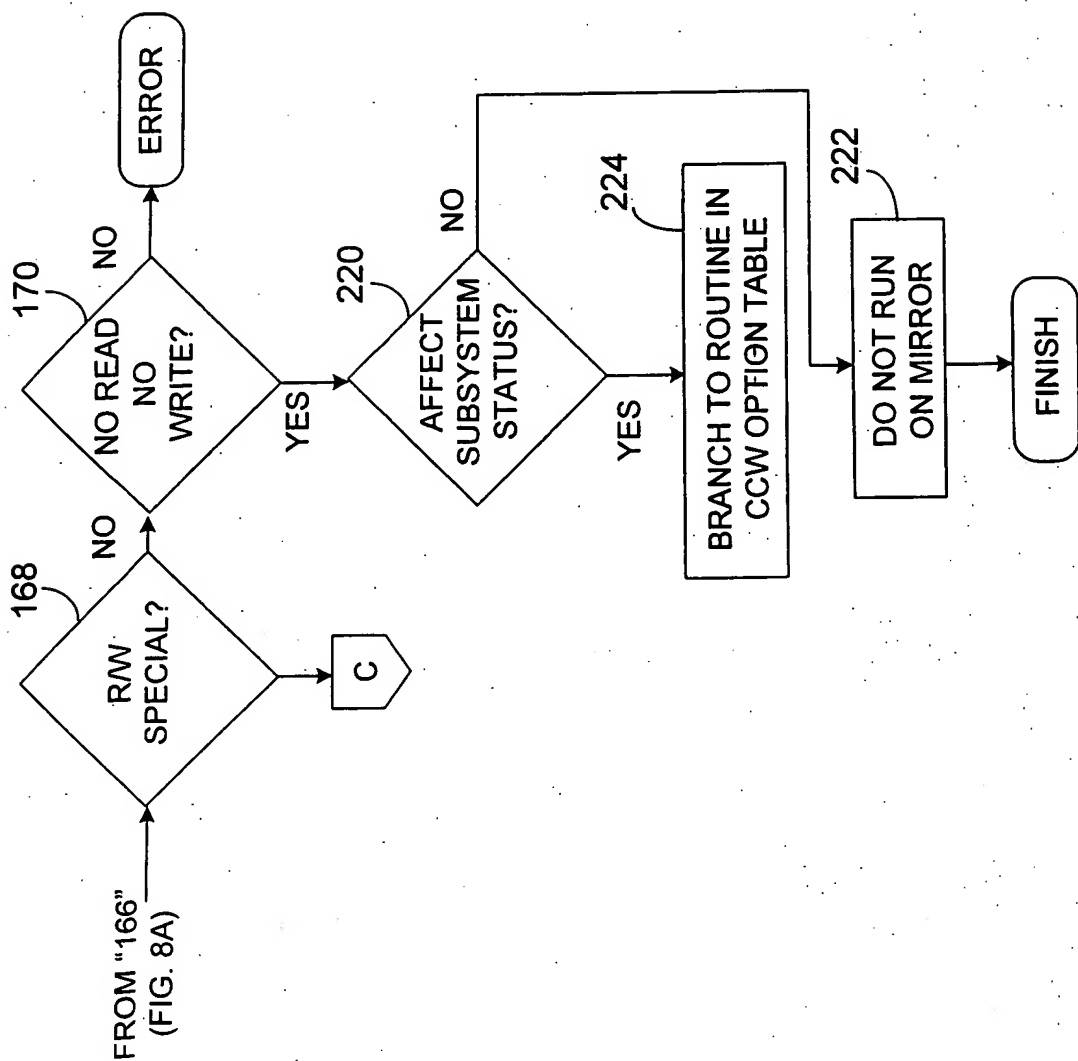 FROM "166"
(FIG. 8A)
168
R/W
SPECIAL?
NO
C
170
NO READ
NO
WRITE?
NO
ERROR
YES
220
AFFECT
SUBSYSTEM
STATUS?
NO
YES
224
BRANCH TO ROUTINE IN
CCW OPTION TABLE
222
DO NOT RUN
ON MIRROR
FINISH